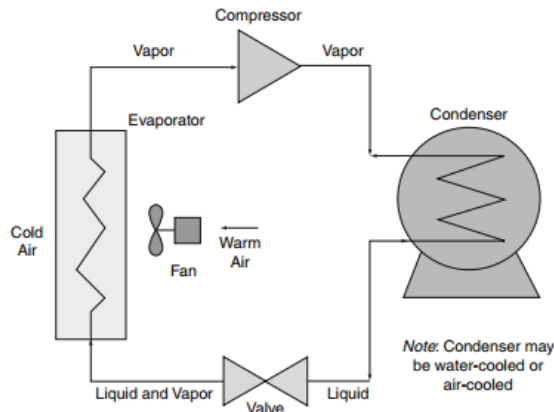 Compressor
Vapor
Vapor
Condenser
Evaporator
Cold
Air
Warm
Air
Fan
Note: Condenser may
be water-cooled or
air-cooled
Liquid and Vapor
Liquid
Valve